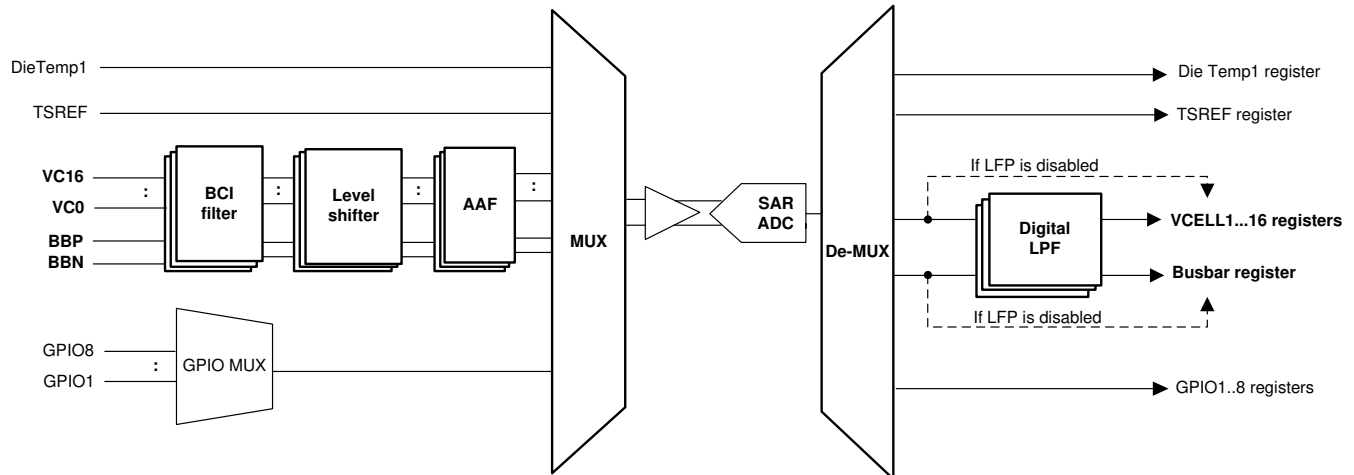 DieTemp1
TSREF
VC16
:
VC0
BBP
BBN
BCI
filter
:
Level
shifter
:
AAF
:
GPIO8
:
GPIO1
GPIO MUX
MUX
SAR
ADC
De-MUX
Die Temp1 register
TSREF register
If LFP is disabled
Digital
LPF
VCELL1...16 registers
Busbar register
If LFP is disabled
GPIO1..8 registers